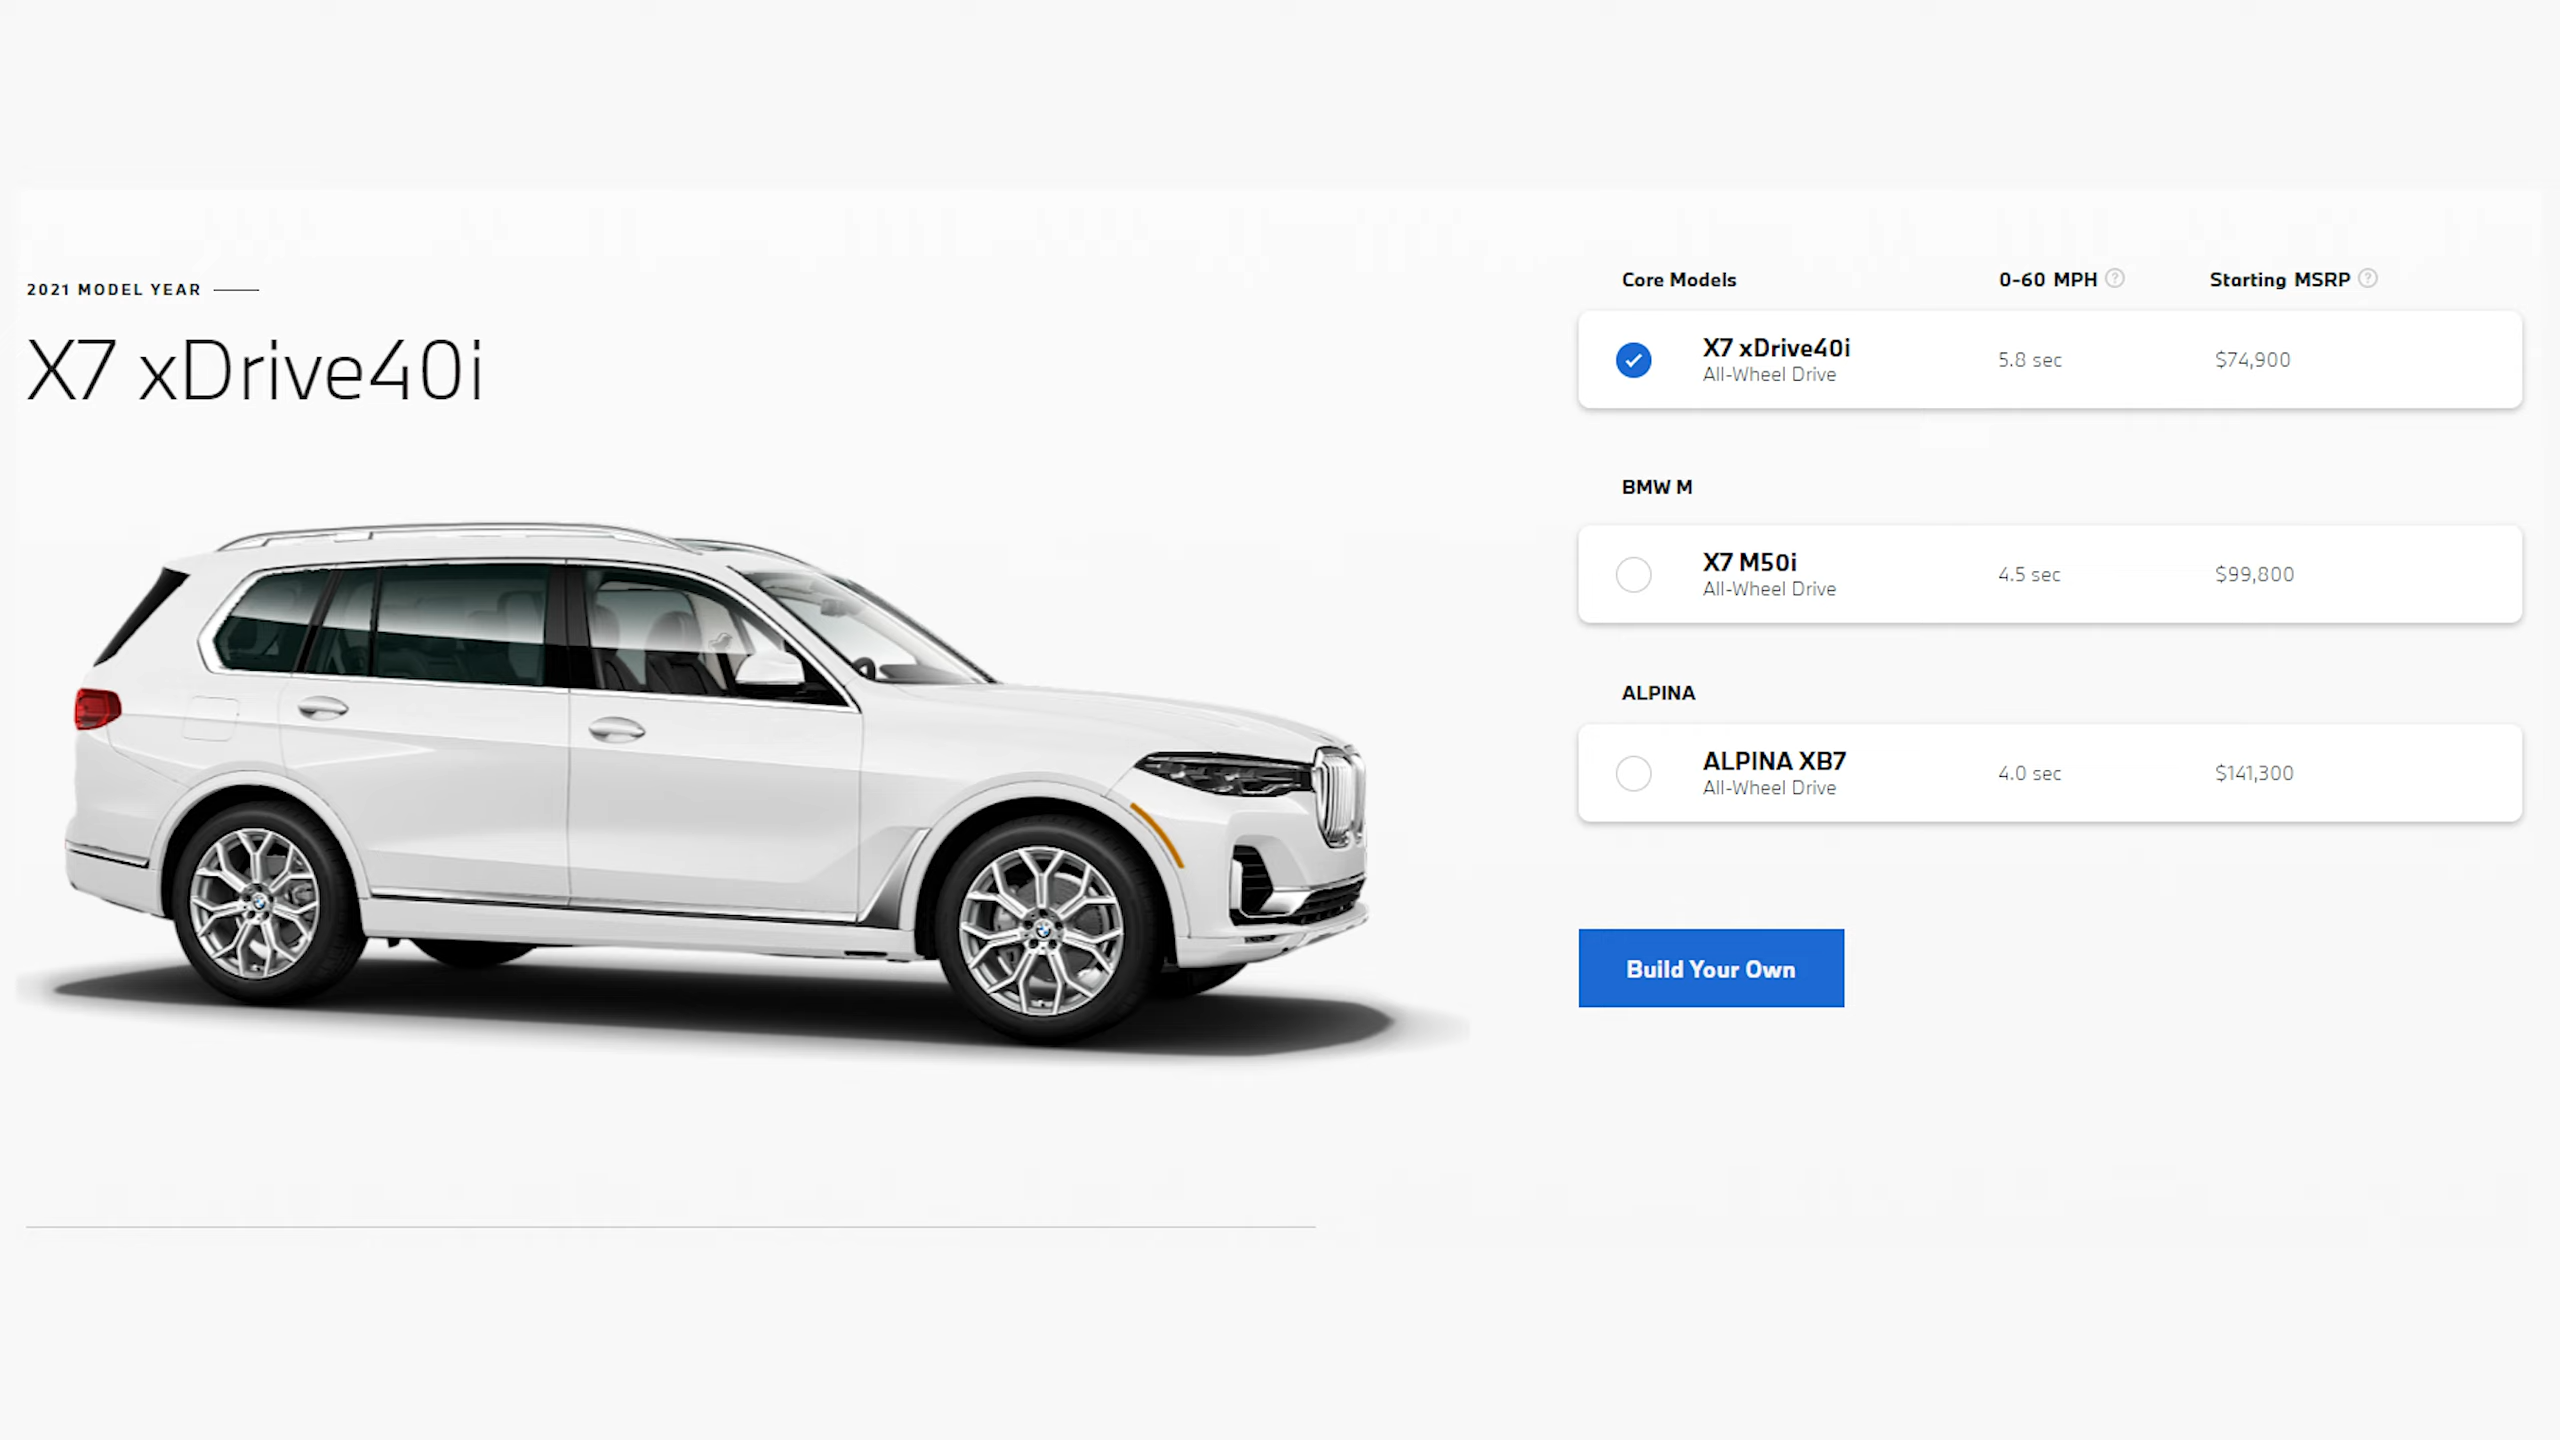 2021 MODEL YEAR
X7 xDrive40i
Core Models 0-60 MPH ? Starting MSRP ?
X7 xDrive40i
All-Wheel Drive
5.8 sec
$74,900
BMW M
X7 M50i
All-Wheel Drive
4.5 sec
$99,800
ALPINA
ALPINA XB7
All-Wheel Drive
4.0 sec
$141,300
Build Your Own